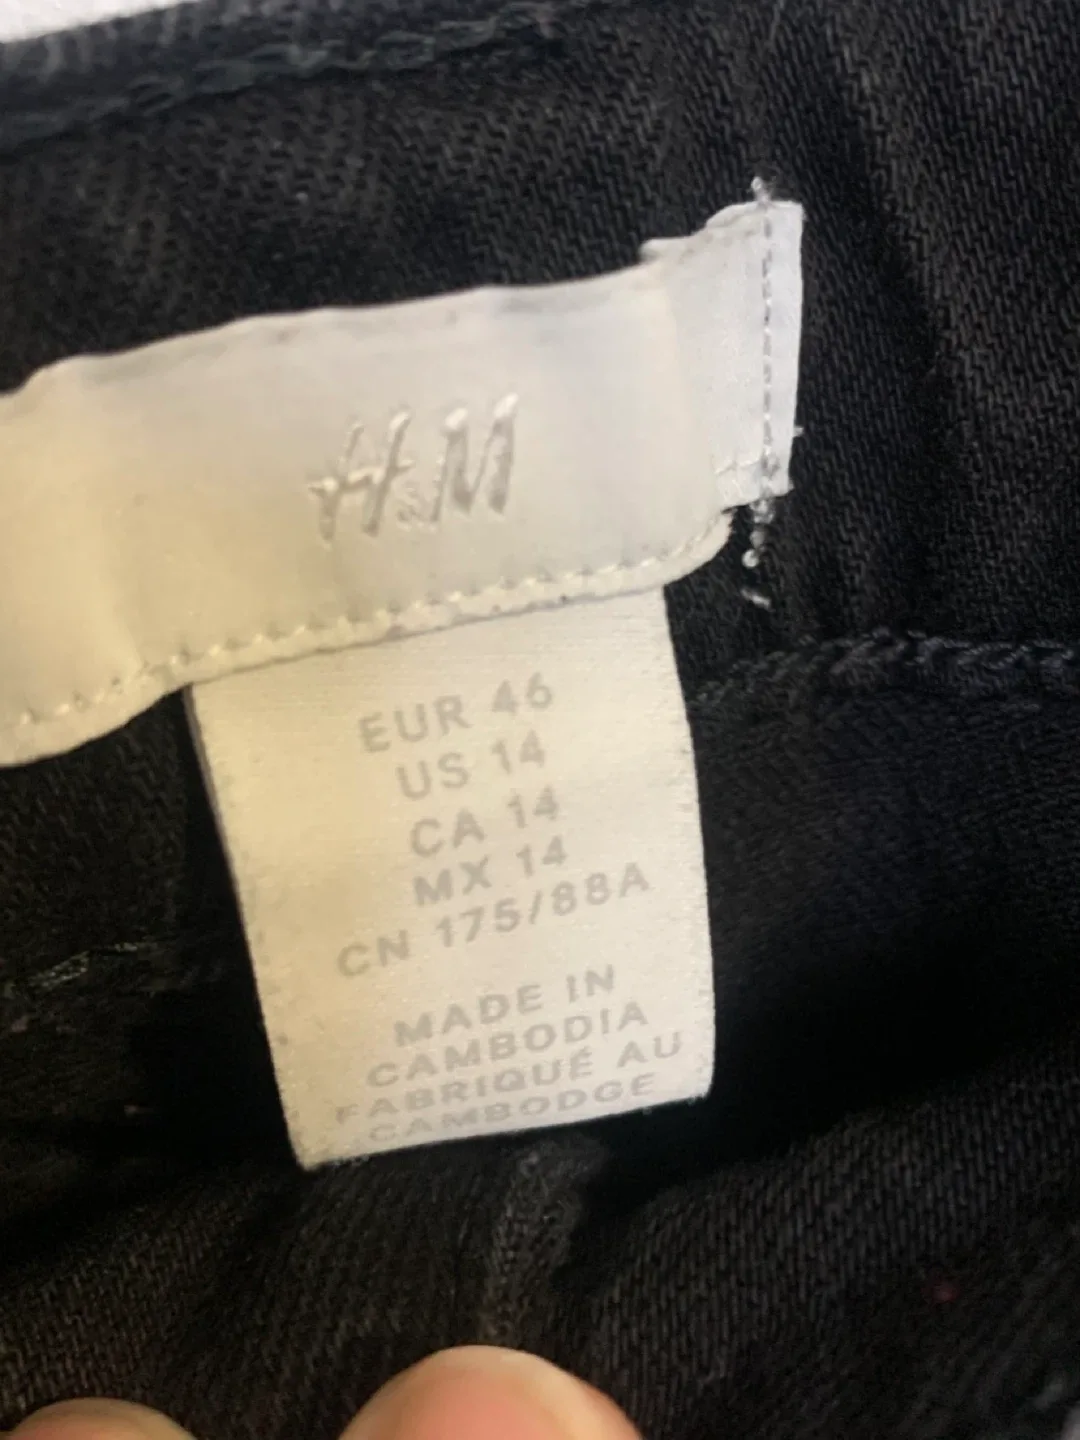 H&M
EUR 46
US 14
CA 14
MX 14
CN 175/88A
MADE IN
CAMBODIA
FABRIQUÉ AU
CAMBODGE